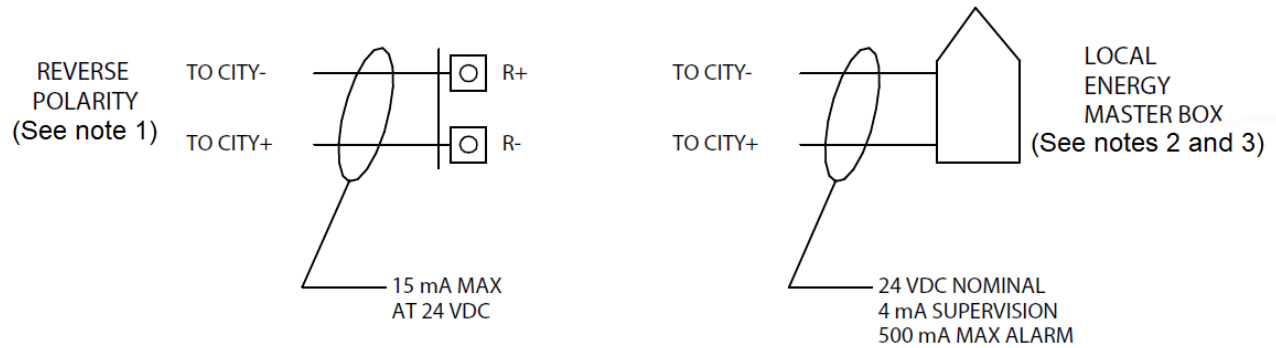 REVERSE
POLARITY
(See note 1)
TO CITY-
TO CITY+
R+
R-
15 mA MAX
AT 24 VDC
TO CITY-
TO CITY+
LOCAL
ENERGY
MASTER BOX
(See notes 2 and 3)
24 VDC NOMINAL
4 mA SUPERVISION
500 mA MAX ALARM